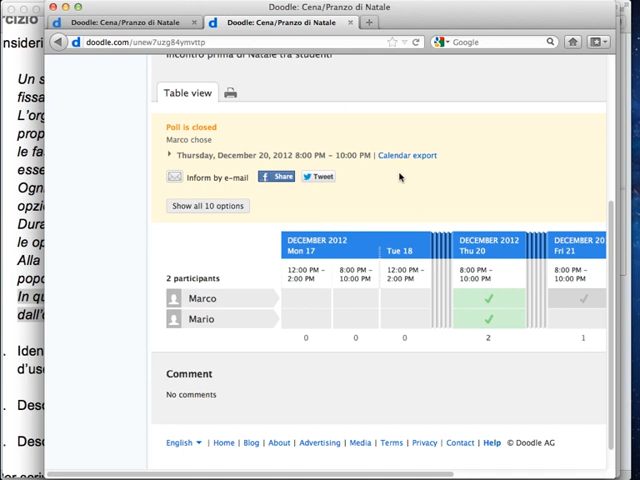 Doodle: Cena/Pranzo di Natale
Doodle: Cena/Pranzo di Natale
Doodle: Cena/Pranzo di Natale
doodle.com/unew7uzg84ymvttp
Google
Incontro prima di Natale tra studenti
Table view
Poll is closed
Marco chose
Thursday, December 20, 2012 8:00 PM – 10:00 PM | Calendar export
Inform by e-mail
Share
Tweet
Show all 10 options
DECEMBER 2012
Mon 17
Tue 18
DECEMBER 2012
Thu 20
DECEMBER 20
Fri 21
2 participants
12:00 PM –
2:00 PM
8:00 PM –
10:00 PM
12:00 PM –
2:00 PM
8:00 PM –
10:00 PM
8:00 PM –
10:00 PM
Marco
Mario
0 0 0 2 1
Comment
No comments
English | Home | Blog | About | Advertising | Media | Terms | Privacy | Contact | Help © Doodle AG
rcizio
nsideri
Un s
fissa
L'org
prop
le fa
esse
Ogni
opzi
Dura
le op
Alla
popo
In qu
dall'o
. Iden
d'us
. Desc
. Desc